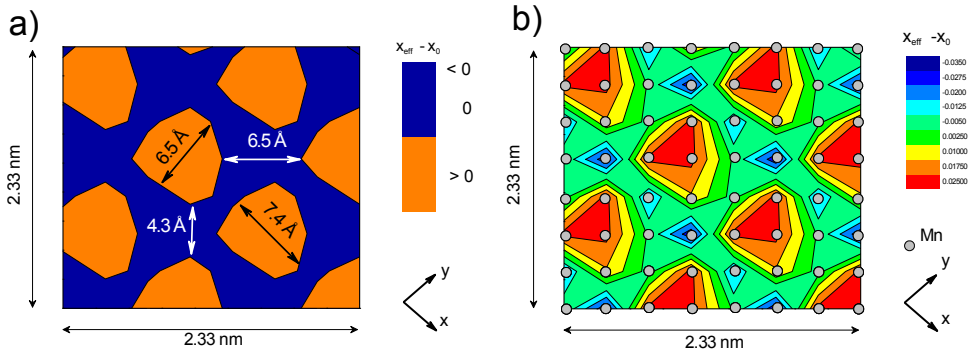 a)
2.33 nm
6.5 Å
6.5 Å
4.3 Å
7.4 Å
2.33 nm
x_eff - x_0
< 0
0
> 0
y
x
b)
2.33 nm
2.33 nm
x_eff - x_0
-0.0350
-0.0275
-0.0200
-0.0125
-0.0050
0.00250
0.01000
0.01750
0.02500
Mn
y
x